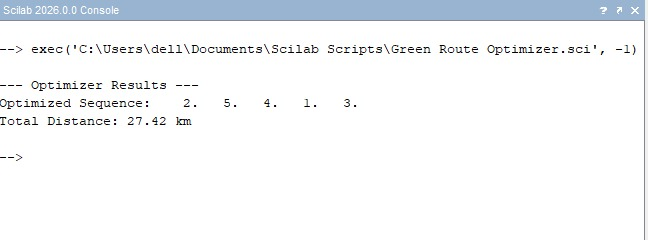 Scilab 2026.0.0 Console
--> exec('C:\Users\dell\Documents\Scilab Scripts\Green Route Optimizer.sci', -1)
--- Optimizer Results ---
Optimized Sequence:    2.   5.   4.   1.   3.
Total Distance: 27.42 km
-->